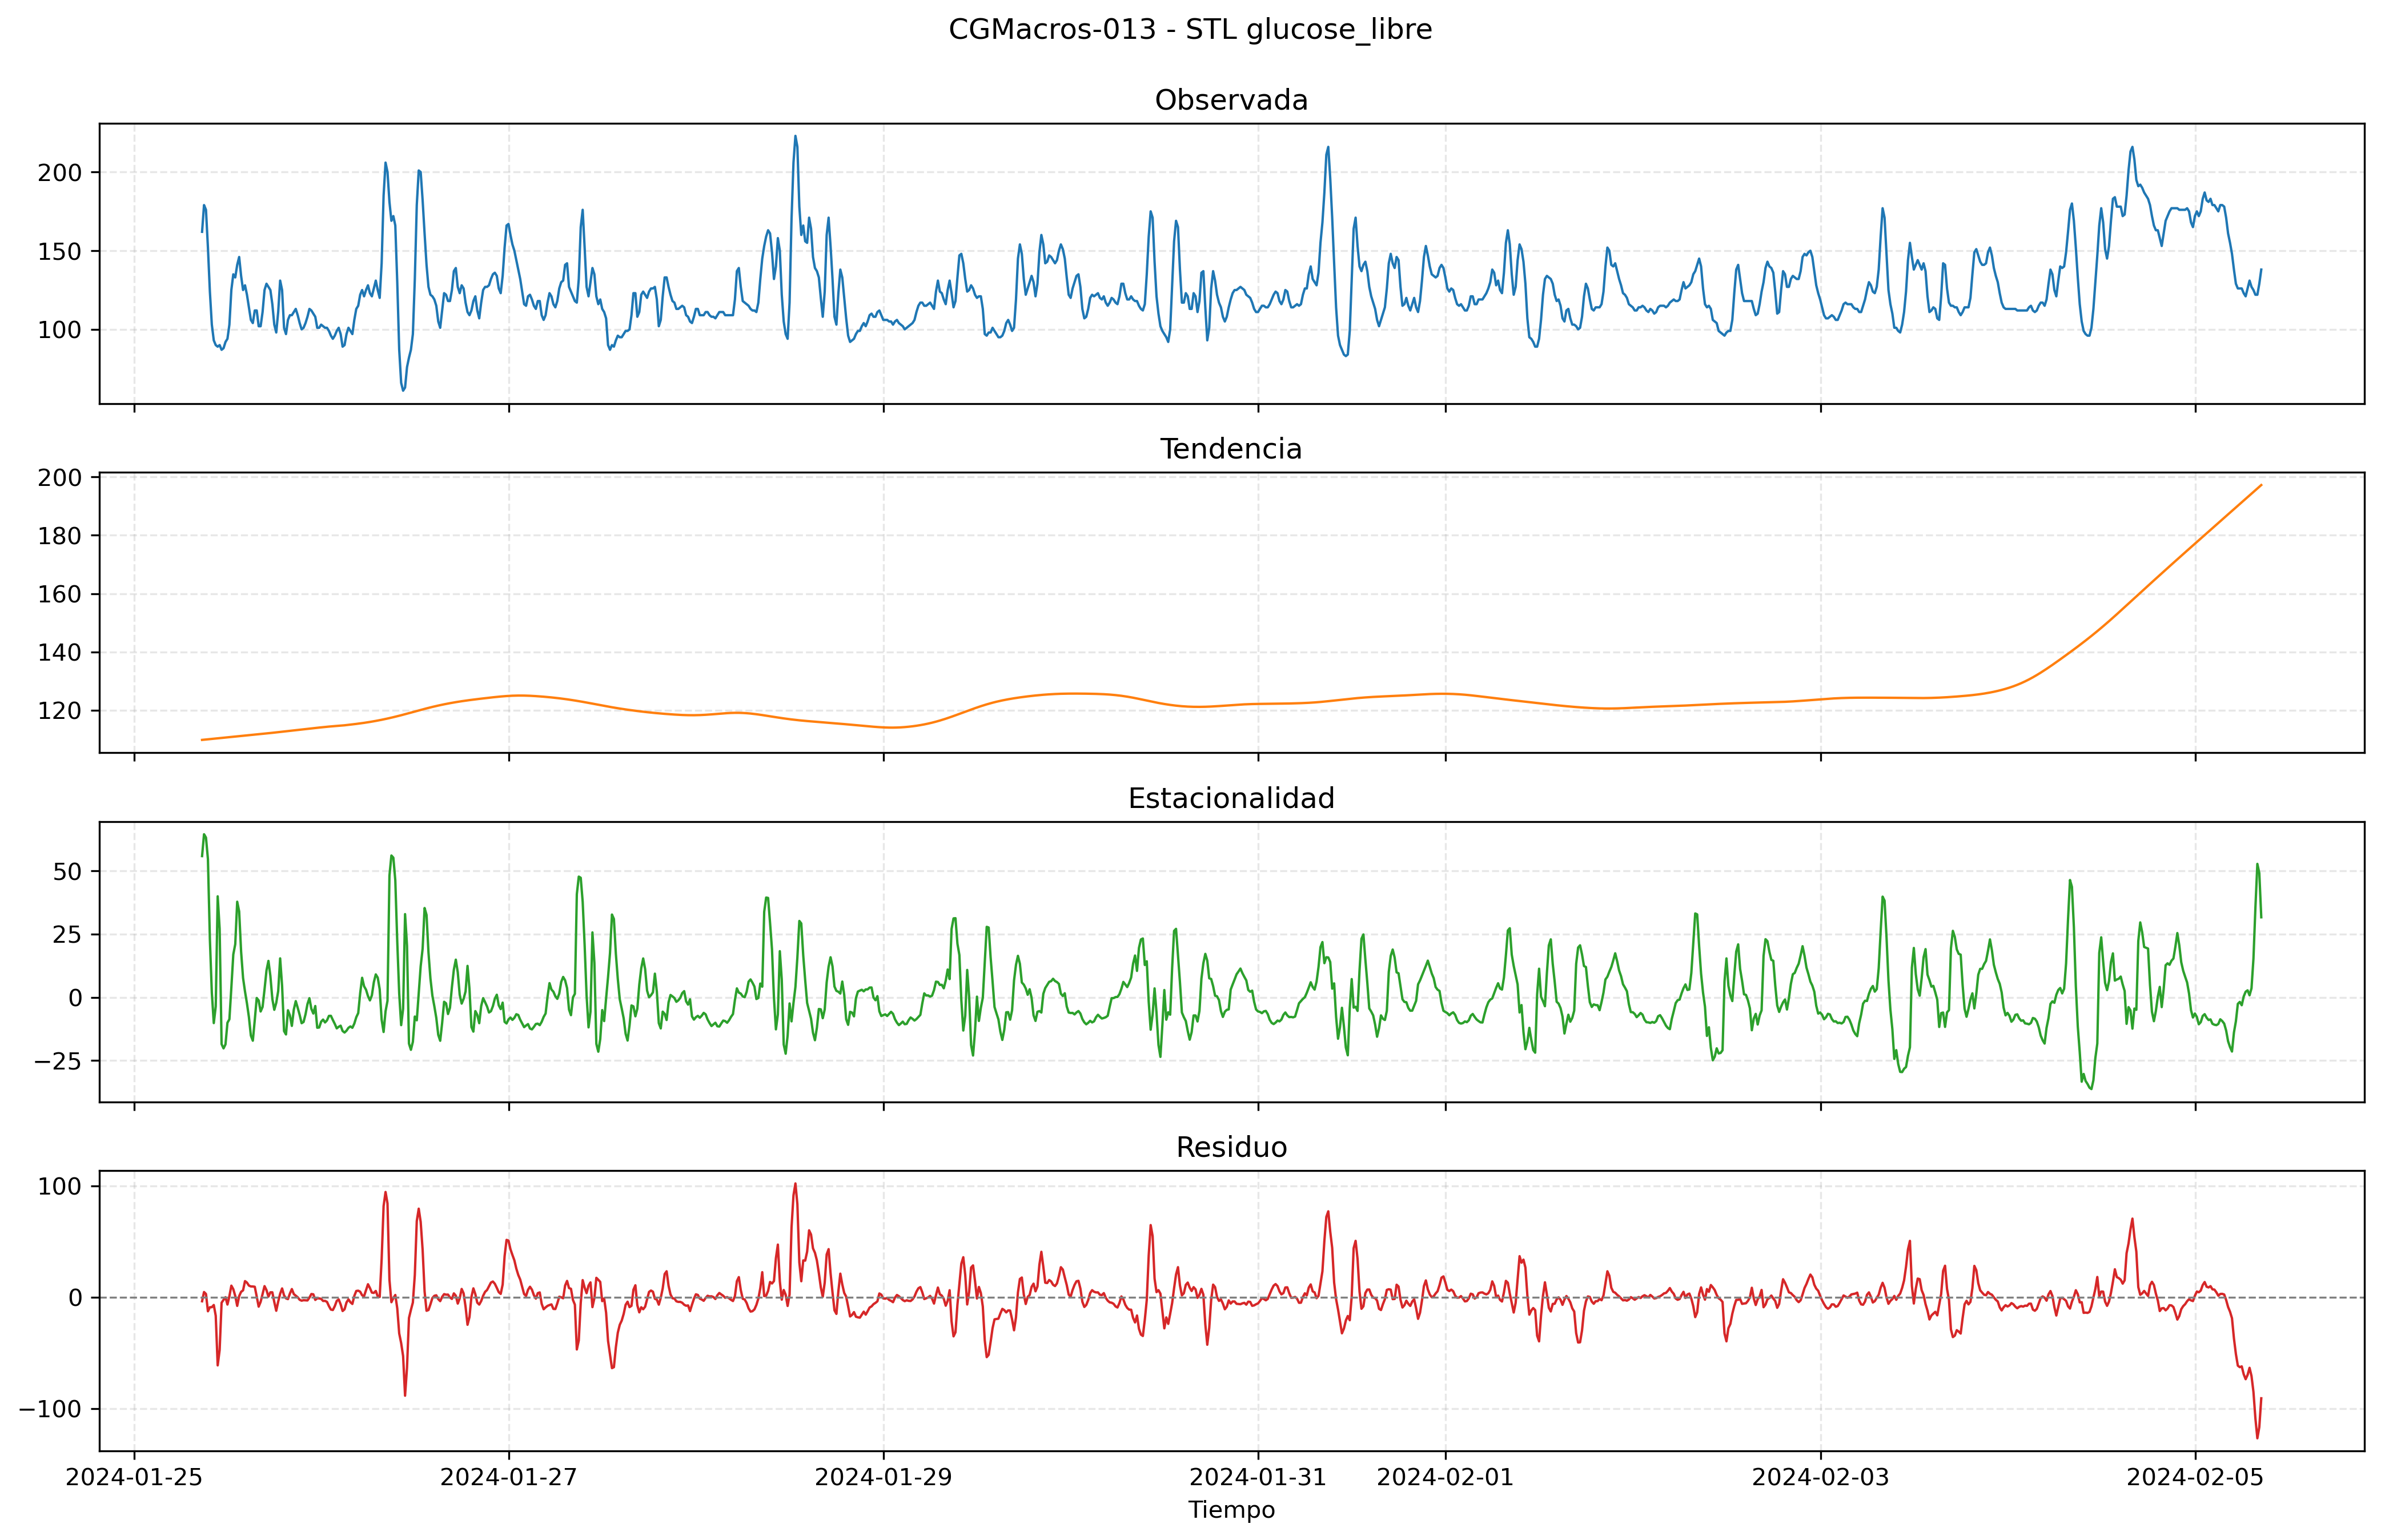 CGMacros-013 - STL glucose_libre
Observada
200
150
100
Tendencia
200
180
160
140
120
Estacionalidad
50
25
0
−25
Residuo
100
0
−100
2024-01-25 2024-01-27 2024-01-29 2024-01-31 2024-02-01 2024-02-03 2024-02-05
Tiempo